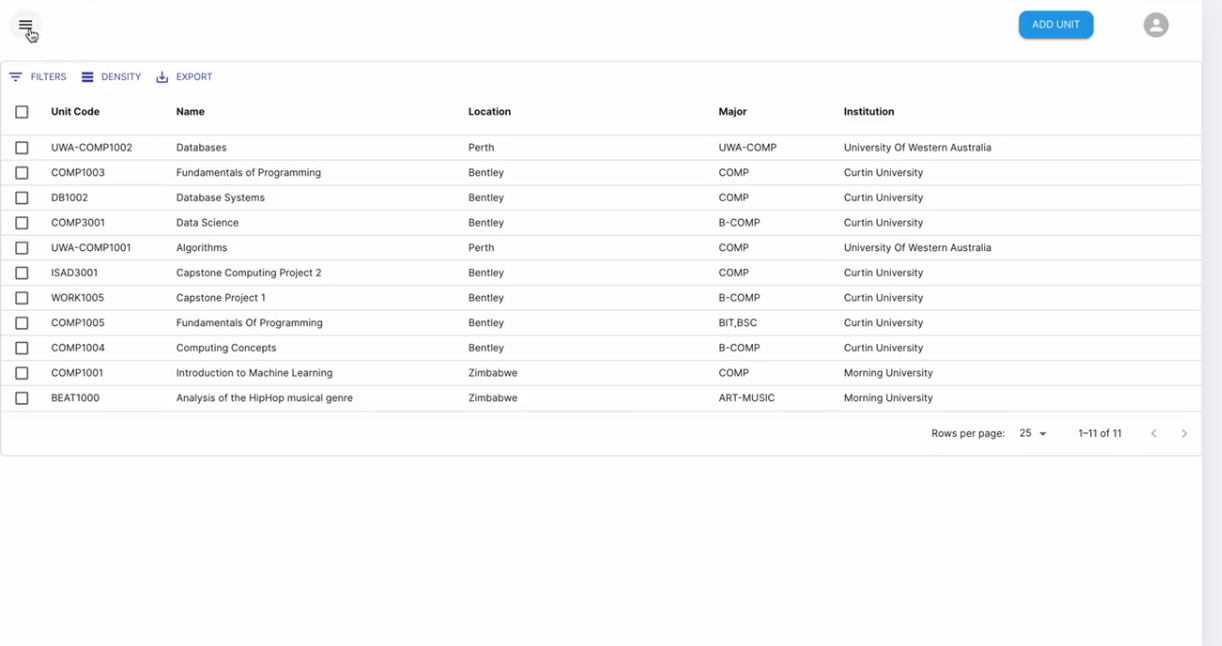 ADD UNIT
FILTERS DENSITY EXPORT
Unit Code Name Location Major Institution
UWA-COMP1002 Databases Perth UWA-COMP University Of Western Australia
COMP1003 Fundamentals of Programming Bentley COMP Curtin University
DB1002 Database Systems Bentley COMP Curtin University
COMP3001 Data Science Bentley B-COMP Curtin University
UWA-COMP1001 Algorithms Perth COMP University Of Western Australia
ISAD3001 Capstone Computing Project 2 Bentley COMP Curtin University
WORK1005 Capstone Project 1 Bentley B-COMP Curtin University
COMP1005 Fundamentals Of Programming Bentley BIT,BSC Curtin University
COMP1004 Computing Concepts Bentley B-COMP Curtin University
COMP1001 Introduction to Machine Learning Zimbabwe COMP Morning University
BEAT1000 Analysis of the HipHop musical genre Zimbabwe ART-MUSIC Morning University
Rows per page: 25 1–11 of 11